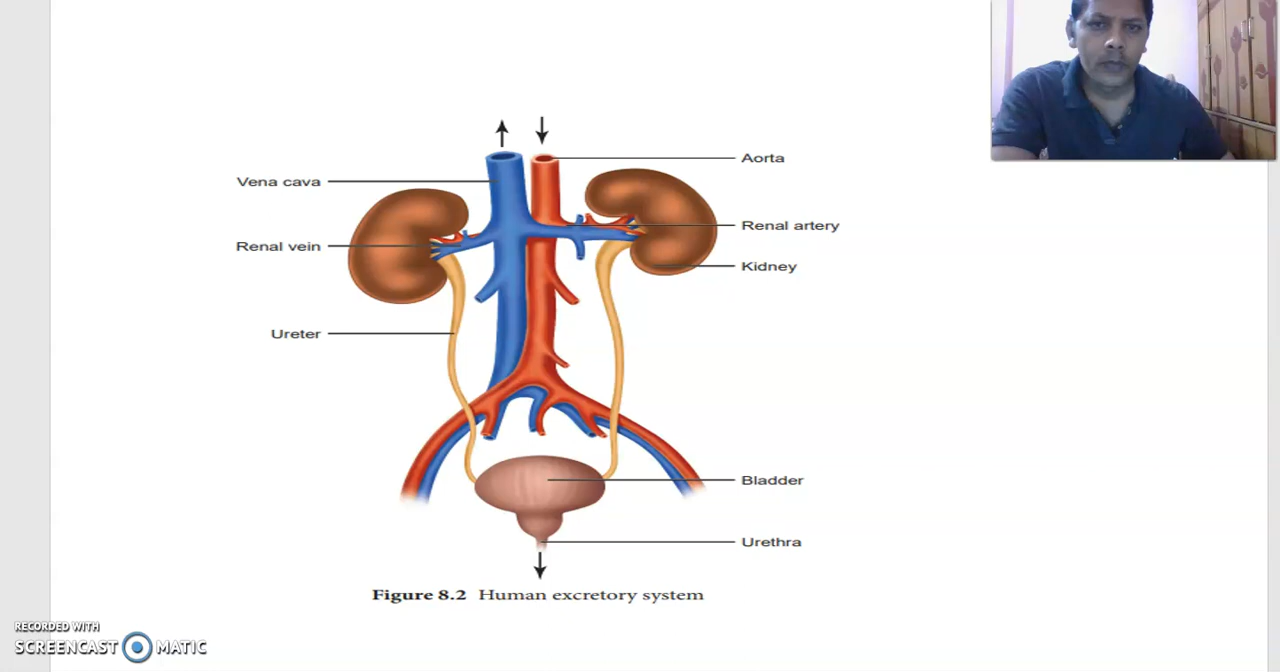 Aorta
Vena cava
Renal artery
Renal vein
Kidney
Ureter
Bladder
Urethra
Figure 8.2 Human excretory system
RECORDED WITH
SCREENCAST MATIC